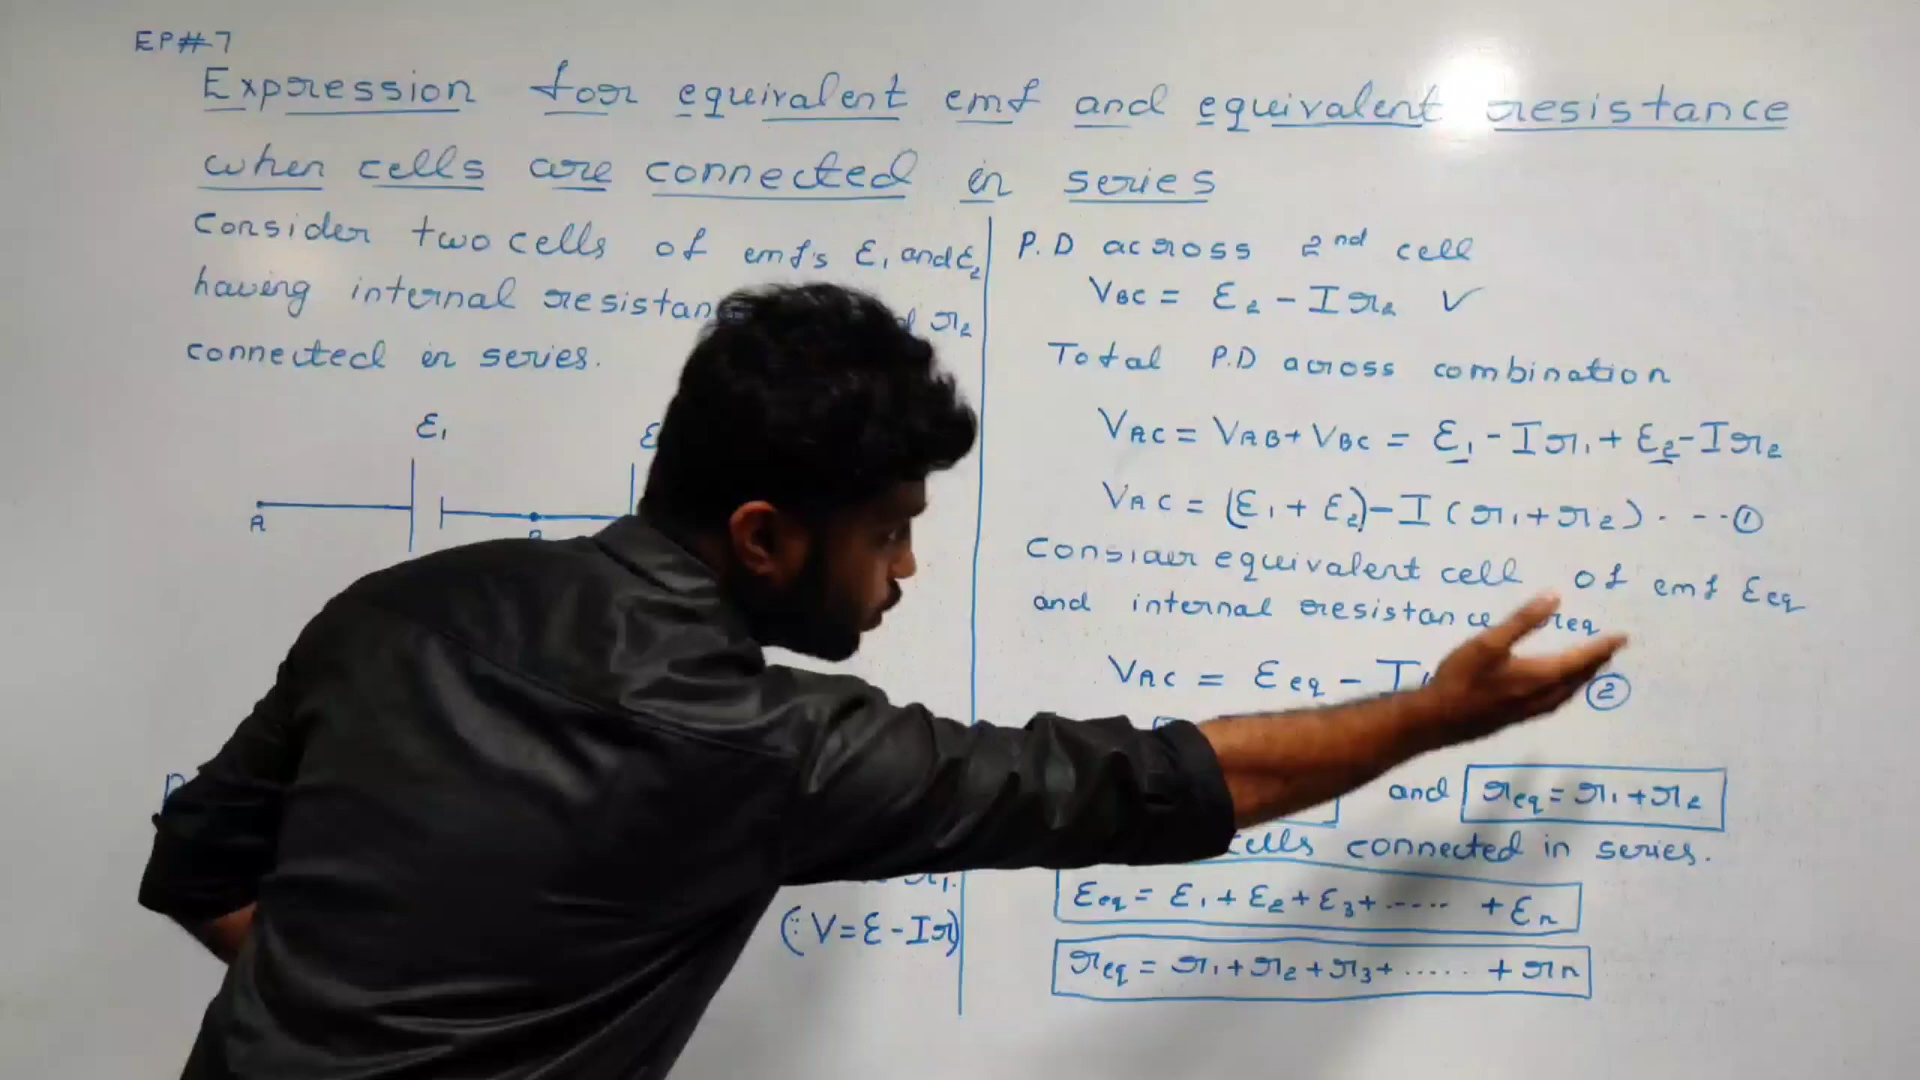 EP#7
Expression for equivalent emf and equivalent resistance
when cells are connected in series
Consider two cells of emf's ε₁ and ε₂
having internal resistan r₂
connected in series.
ε₁
A
(∵ V=ε-Ir)
P.D across 2nd cell
VBC = ε₂ - Ir₂ ✓
Total P.D across combination
VAC = VAB + VBC = ε₁ - Ir₁ + ε₂ - Ir₂
VAC = (ε₁ + ε₂) - I(r₁ + r₂) . - - - ①
Consider equivalent cell of emf εeq
and internal resistance req
VAC = εeq - I ②
and req = r₁ + r₂
cells connected in series.
εeq = ε₁ + ε₂ + ε₃ + ----- + εn
req = r₁ + r₂ + r₃ + ..... + rn